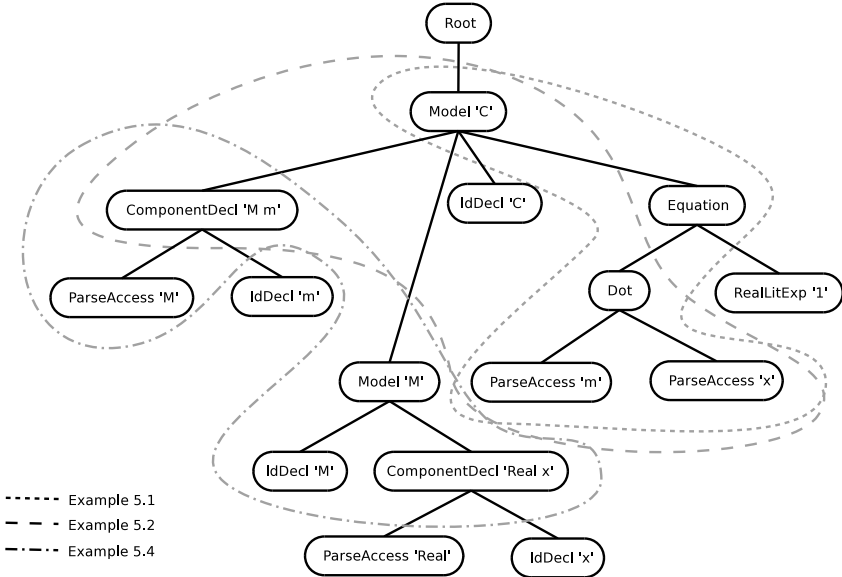 Root
Model 'C'
ComponentDecl 'M m'
IdDecl 'C'
Equation
ParseAccess 'M'
IdDecl 'm'
Dot
RealLitExp '1'
Model 'M'
ParseAccess 'm'
ParseAccess 'x'
IdDecl 'M'
ComponentDecl 'Real x'
Example 5.1
Example 5.2
Example 5.4
ParseAccess 'Real'
IdDecl 'x'